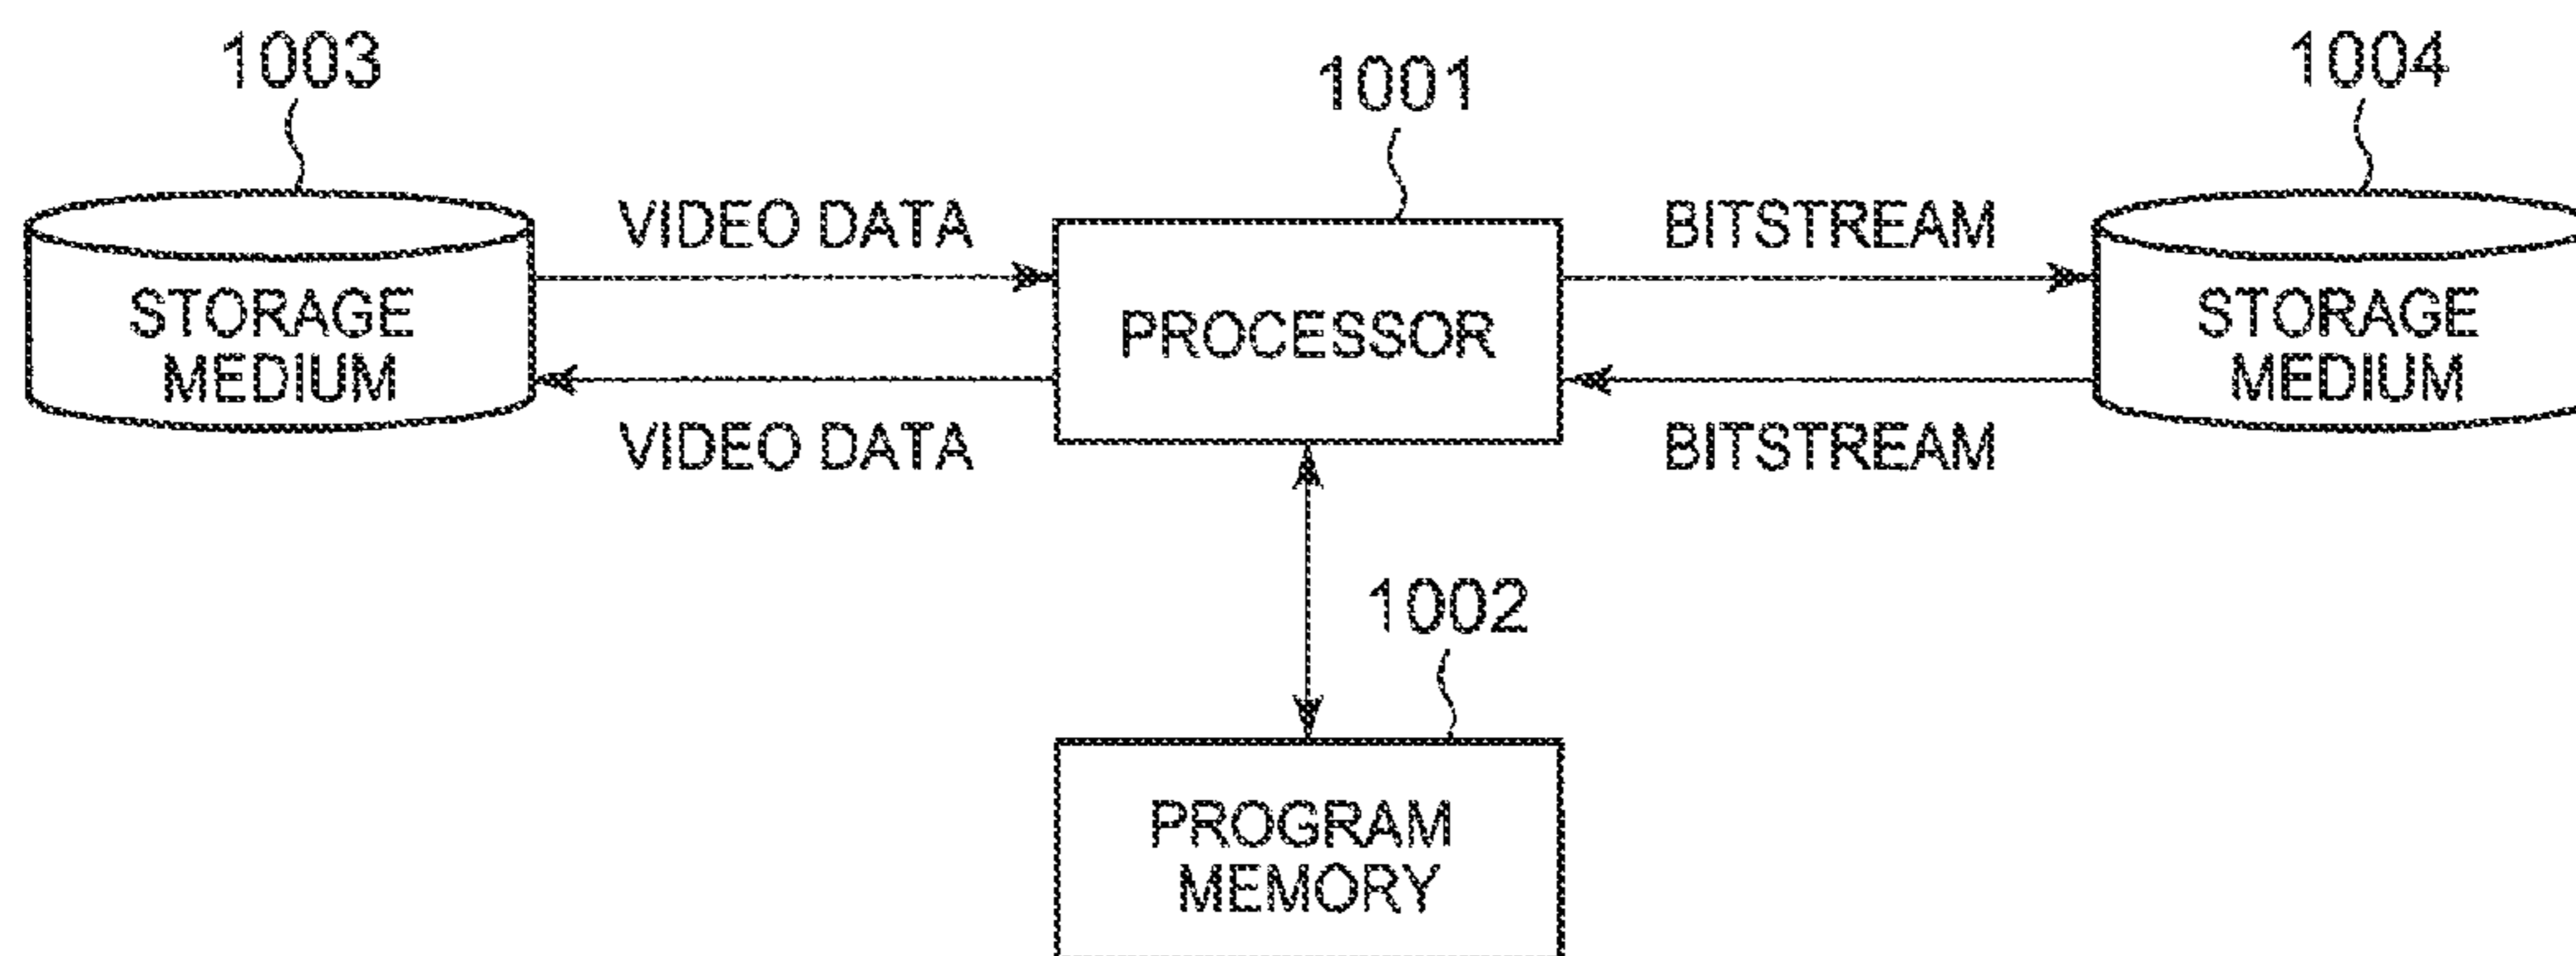 1003
1001
1004
VIDEO DATA
BITSTREAM
STORAGE
MEDIUM
PROCESSOR
STORAGE
MEDIUM
VIDEO DATA
BITSTREAM
1002
PROGRAM
MEMORY